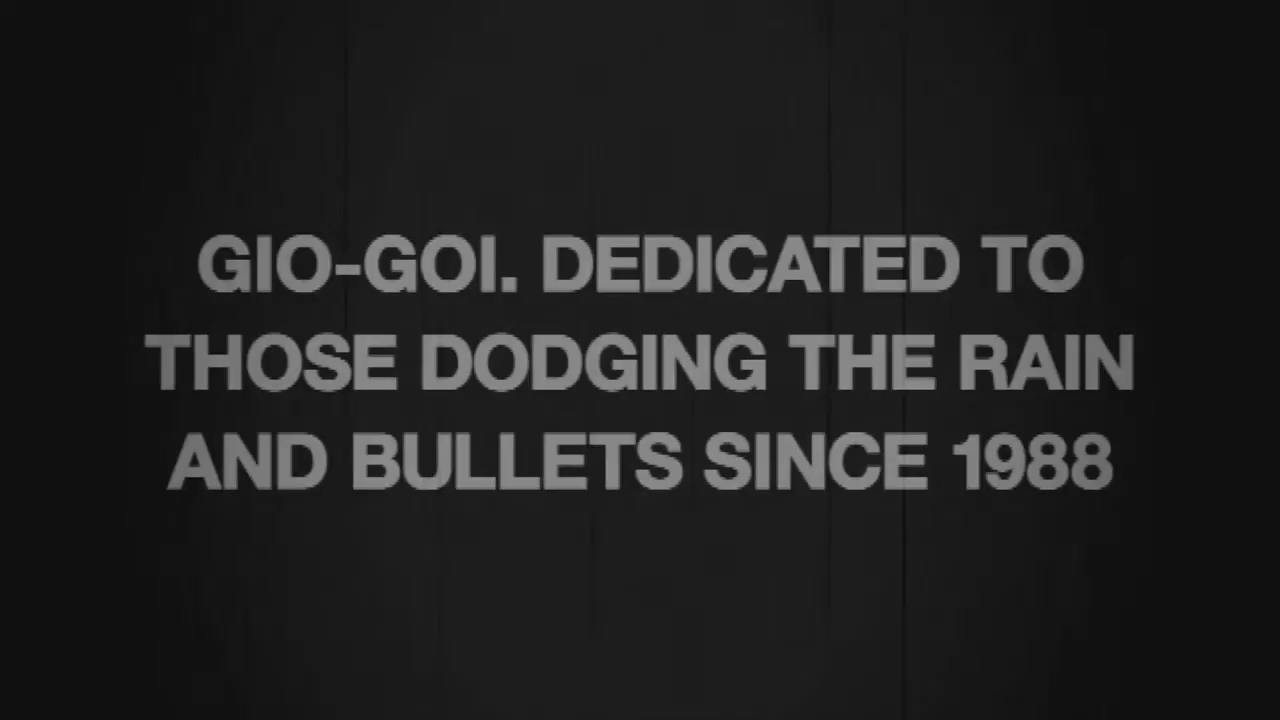 GIO-GOI. DEDICATED TO
THOSE DODGING THE RAIN
AND BULLETS SINCE 1988